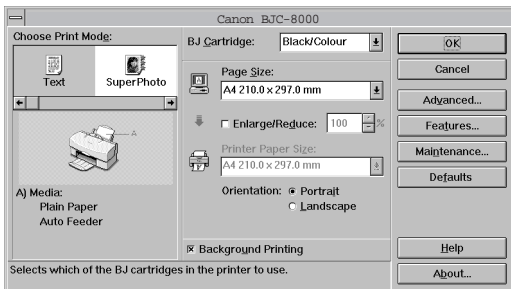 Canon BJC-8000
Choose Print Mode:
Text
SuperPhoto
A
A) Media:
Plain Paper
Auto Feeder
BJ Cartridge: Black/Colour
Page Size:
A4 210.0 x 297.0 mm
Enlarge/Reduce: 100 %
Printer Paper Size:
A4 210.0 x 297.0 mm
Orientation: Portrait
Landscape
Background Printing
OK
Cancel
Advanced...
Features...
Maintenance...
Defaults
Help
About...
Selects which of the BJ cartridges in the printer to use.